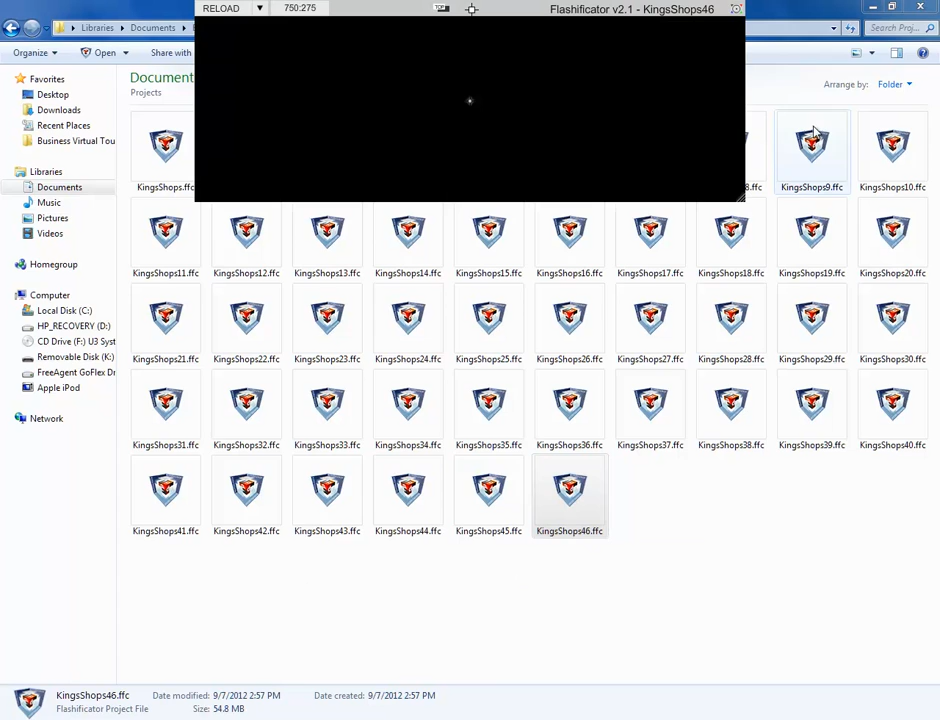 RELOAD ▼ 750:275 Flashificator v2.1 - KingsShops46
Libraries Documents Search Proj...
Organize Open Share with
Favorites
Desktop
Downloads
Recent Places
Business Virtual Tou
Libraries
Documents
Music
Pictures
Videos
Homegroup
Computer
Local Disk (C:)
HP_RECOVERY (D:)
CD Drive (F:) U3 Syst
Removable Disk (K:)
FreeAgent GoFlex Dr
Apple iPod
Network
Document
Projects
Arrange by: Folder
KingsShops.ffc 8.ffc KingsShops9.ffc KingsShops10.ffc
KingsShops11.ffc KingsShops12.ffc KingsShops13.ffc KingsShops14.ffc KingsShops15.ffc KingsShops16.ffc KingsShops17.ffc KingsShops18.ffc KingsShops19.ffc KingsShops20.ffc
KingsShops21.ffc KingsShops22.ffc KingsShops23.ffc KingsShops24.ffc KingsShops25.ffc KingsShops26.ffc KingsShops27.ffc KingsShops28.ffc KingsShops29.ffc KingsShops30.ffc
KingsShops31.ffc KingsShops32.ffc KingsShops33.ffc KingsShops34.ffc KingsShops35.ffc KingsShops36.ffc KingsShops37.ffc KingsShops38.ffc KingsShops39.ffc KingsShops40.ffc
KingsShops41.ffc KingsShops42.ffc KingsShops43.ffc KingsShops44.ffc KingsShops45.ffc KingsShops46.ffc
KingsShops46.ffc Date modified: 9/7/2012 2:57 PM Date created: 9/7/2012 2:57 PM
Flashificator Project File Size: 54.8 MB